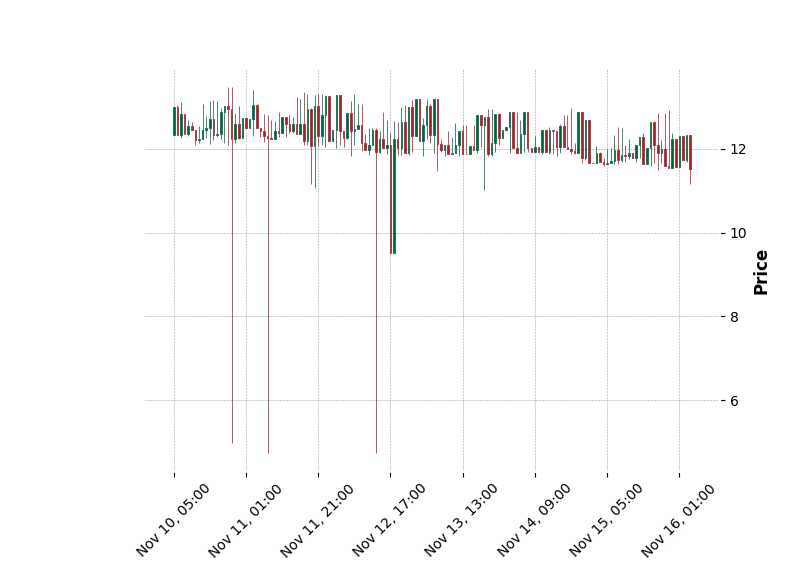 12
10
8
6
Price
Nov 10, 05:00
Nov 11, 01:00
Nov 11, 21:00
Nov 12, 17:00
Nov 13, 13:00
Nov 14, 09:00
Nov 15, 05:00
Nov 16, 01:00